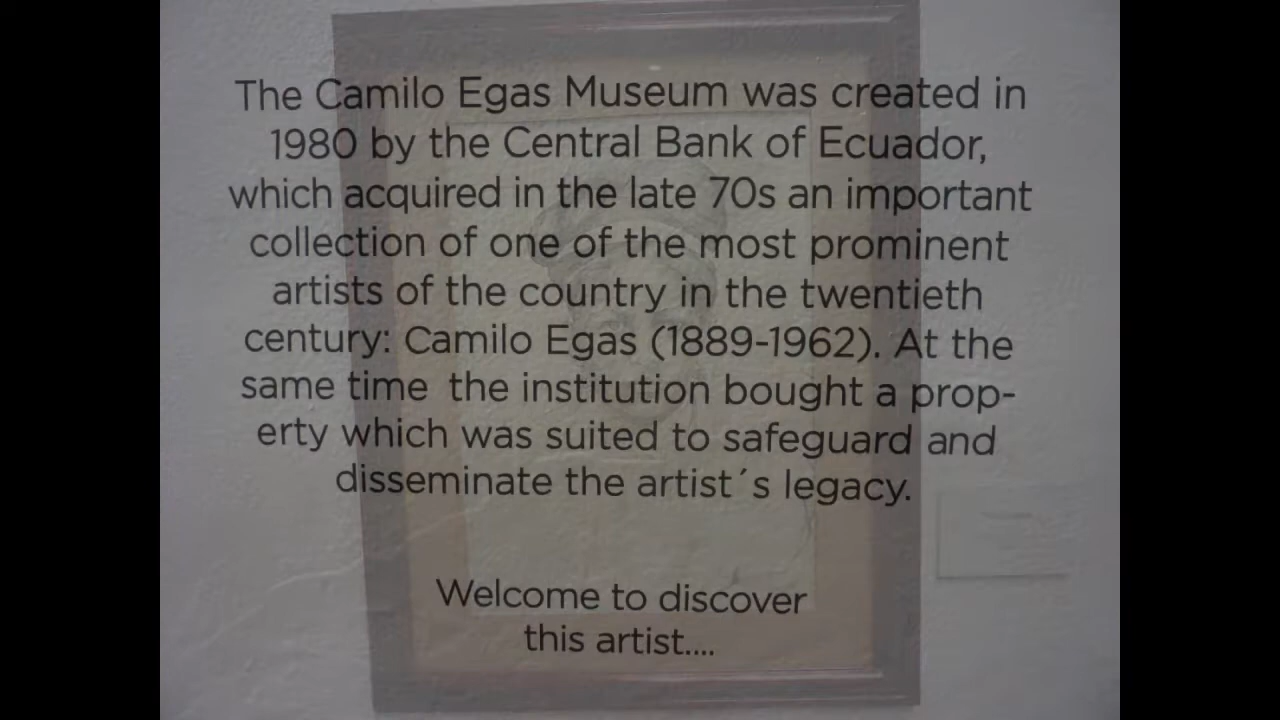 The Camilo Egas Museum was created in
1980 by the Central Bank of Ecuador,
which acquired in the late 70s an important
collection of one of the most prominent
artists of the country in the twentieth
century: Camilo Egas (1889-1962). At the
same time the institution bought a prop-
erty which was suited to safeguard and
disseminate the artist´s legacy.
Welcome to discover
this artist....